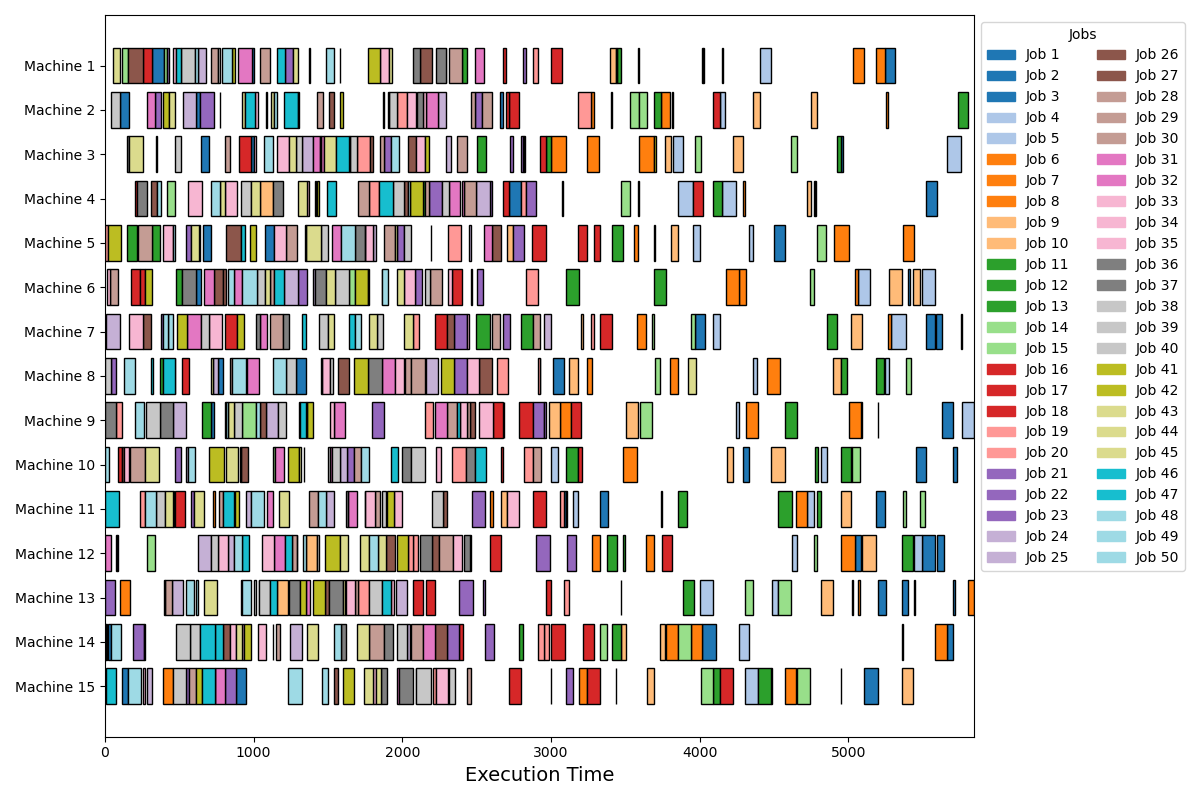 Machine 1
Machine 2
Machine 3
Machine 4
Machine 5
Machine 6
Machine 7
Machine 8
Machine 9
Machine 10
Machine 11
Machine 12
Machine 13
Machine 14
Machine 15
0 1000 2000 3000 4000 5000
Execution Time
Jobs
Job 1
Job 2
Job 3
Job 4
Job 5
Job 6
Job 7
Job 8
Job 9
Job 10
Job 11
Job 12
Job 13
Job 14
Job 15
Job 16
Job 17
Job 18
Job 19
Job 20
Job 21
Job 22
Job 23
Job 24
Job 25
Job 26
Job 27
Job 28
Job 29
Job 30
Job 31
Job 32
Job 33
Job 34
Job 35
Job 36
Job 37
Job 38
Job 39
Job 40
Job 41
Job 42
Job 43
Job 44
Job 45
Job 46
Job 47
Job 48
Job 49
Job 50